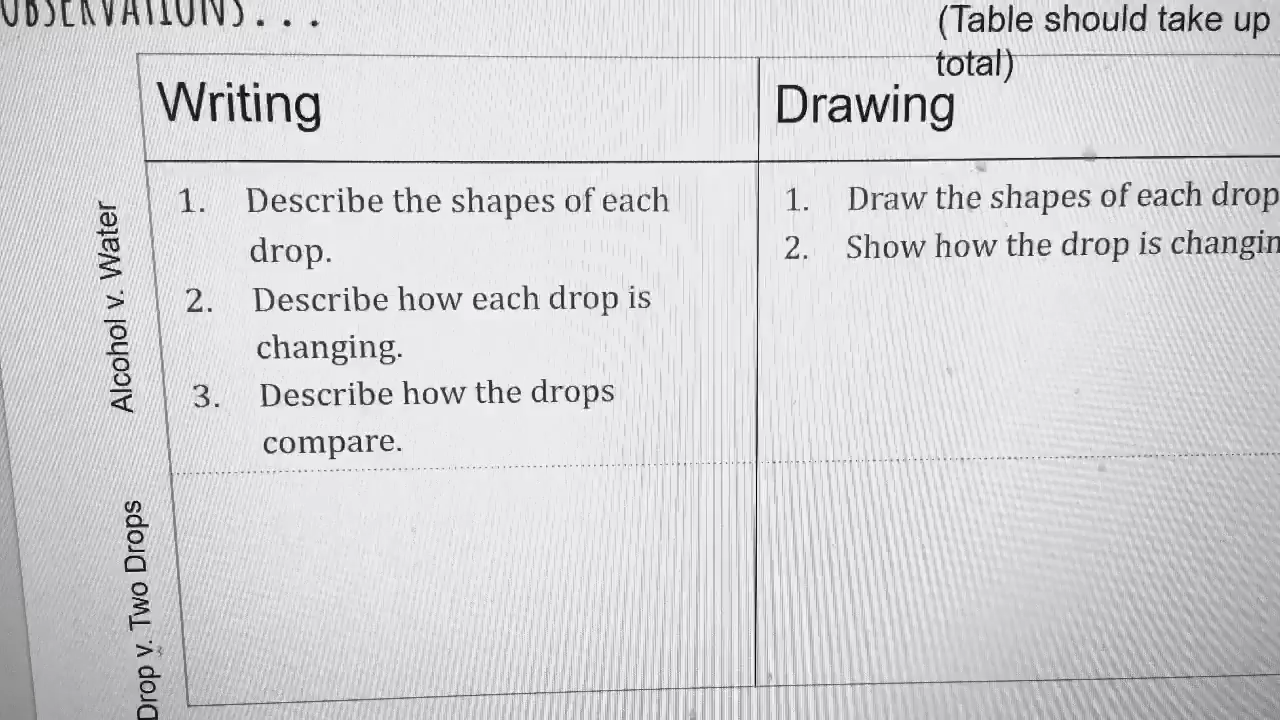 OBSERVATIONS...
(Table should take up
total)
Writing
Drawing
Alcohol v. Water
1. Describe the shapes of each
drop.
2. Describe how each drop is
changing.
3. Describe how the drops
compare.
1. Draw the shapes of each drop
2. Show how the drop is changin
Drop v. Two Drops